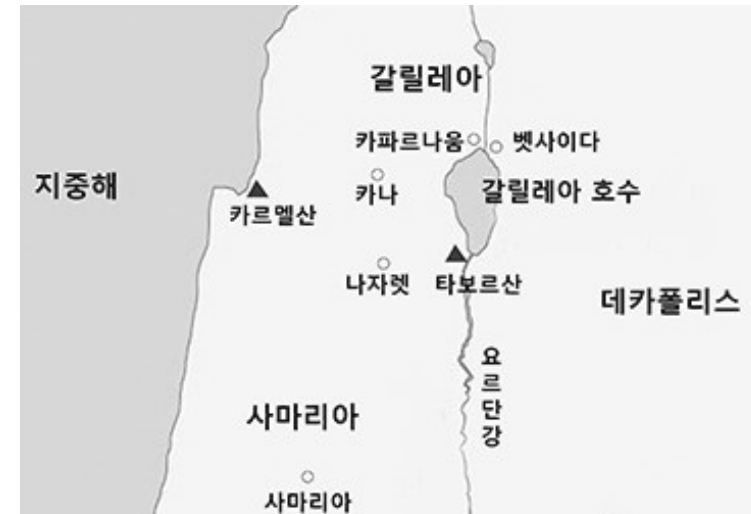 갈릴레아
카파르나움
벳사이다
지중해
카나
갈릴레아 호수
카르멜산
나자렛
타보르산
데카폴리스
요르단강
사마리아
사마리아